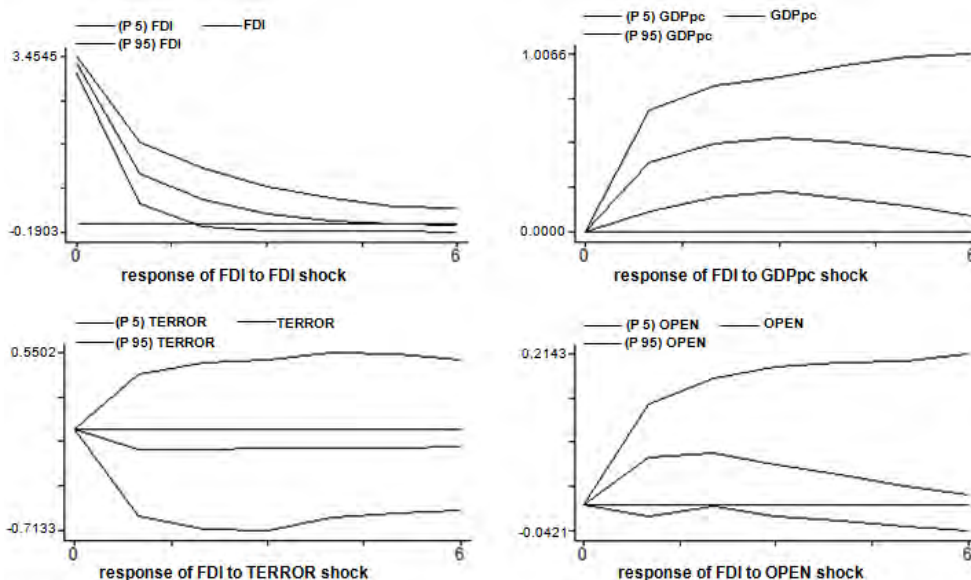 (P 5) FDI FDI
(P 95) FDI
3.4545
-0.1903
0 6
response of FDI to FDI shock
(P 5) GDPpc GDPpc
(P 95) GDPpc
1.0066
0.0000
0 6
response of FDI to GDPpc shock
(P 5) TERROR TERROR
(P 95) TERROR
0.5502
-0.7133
0 6
response of FDI to TERROR shock
(P 5) OPEN OPEN
(P 95) OPEN
0.2143
-0.0421
0 6
response of FDI to OPEN shock